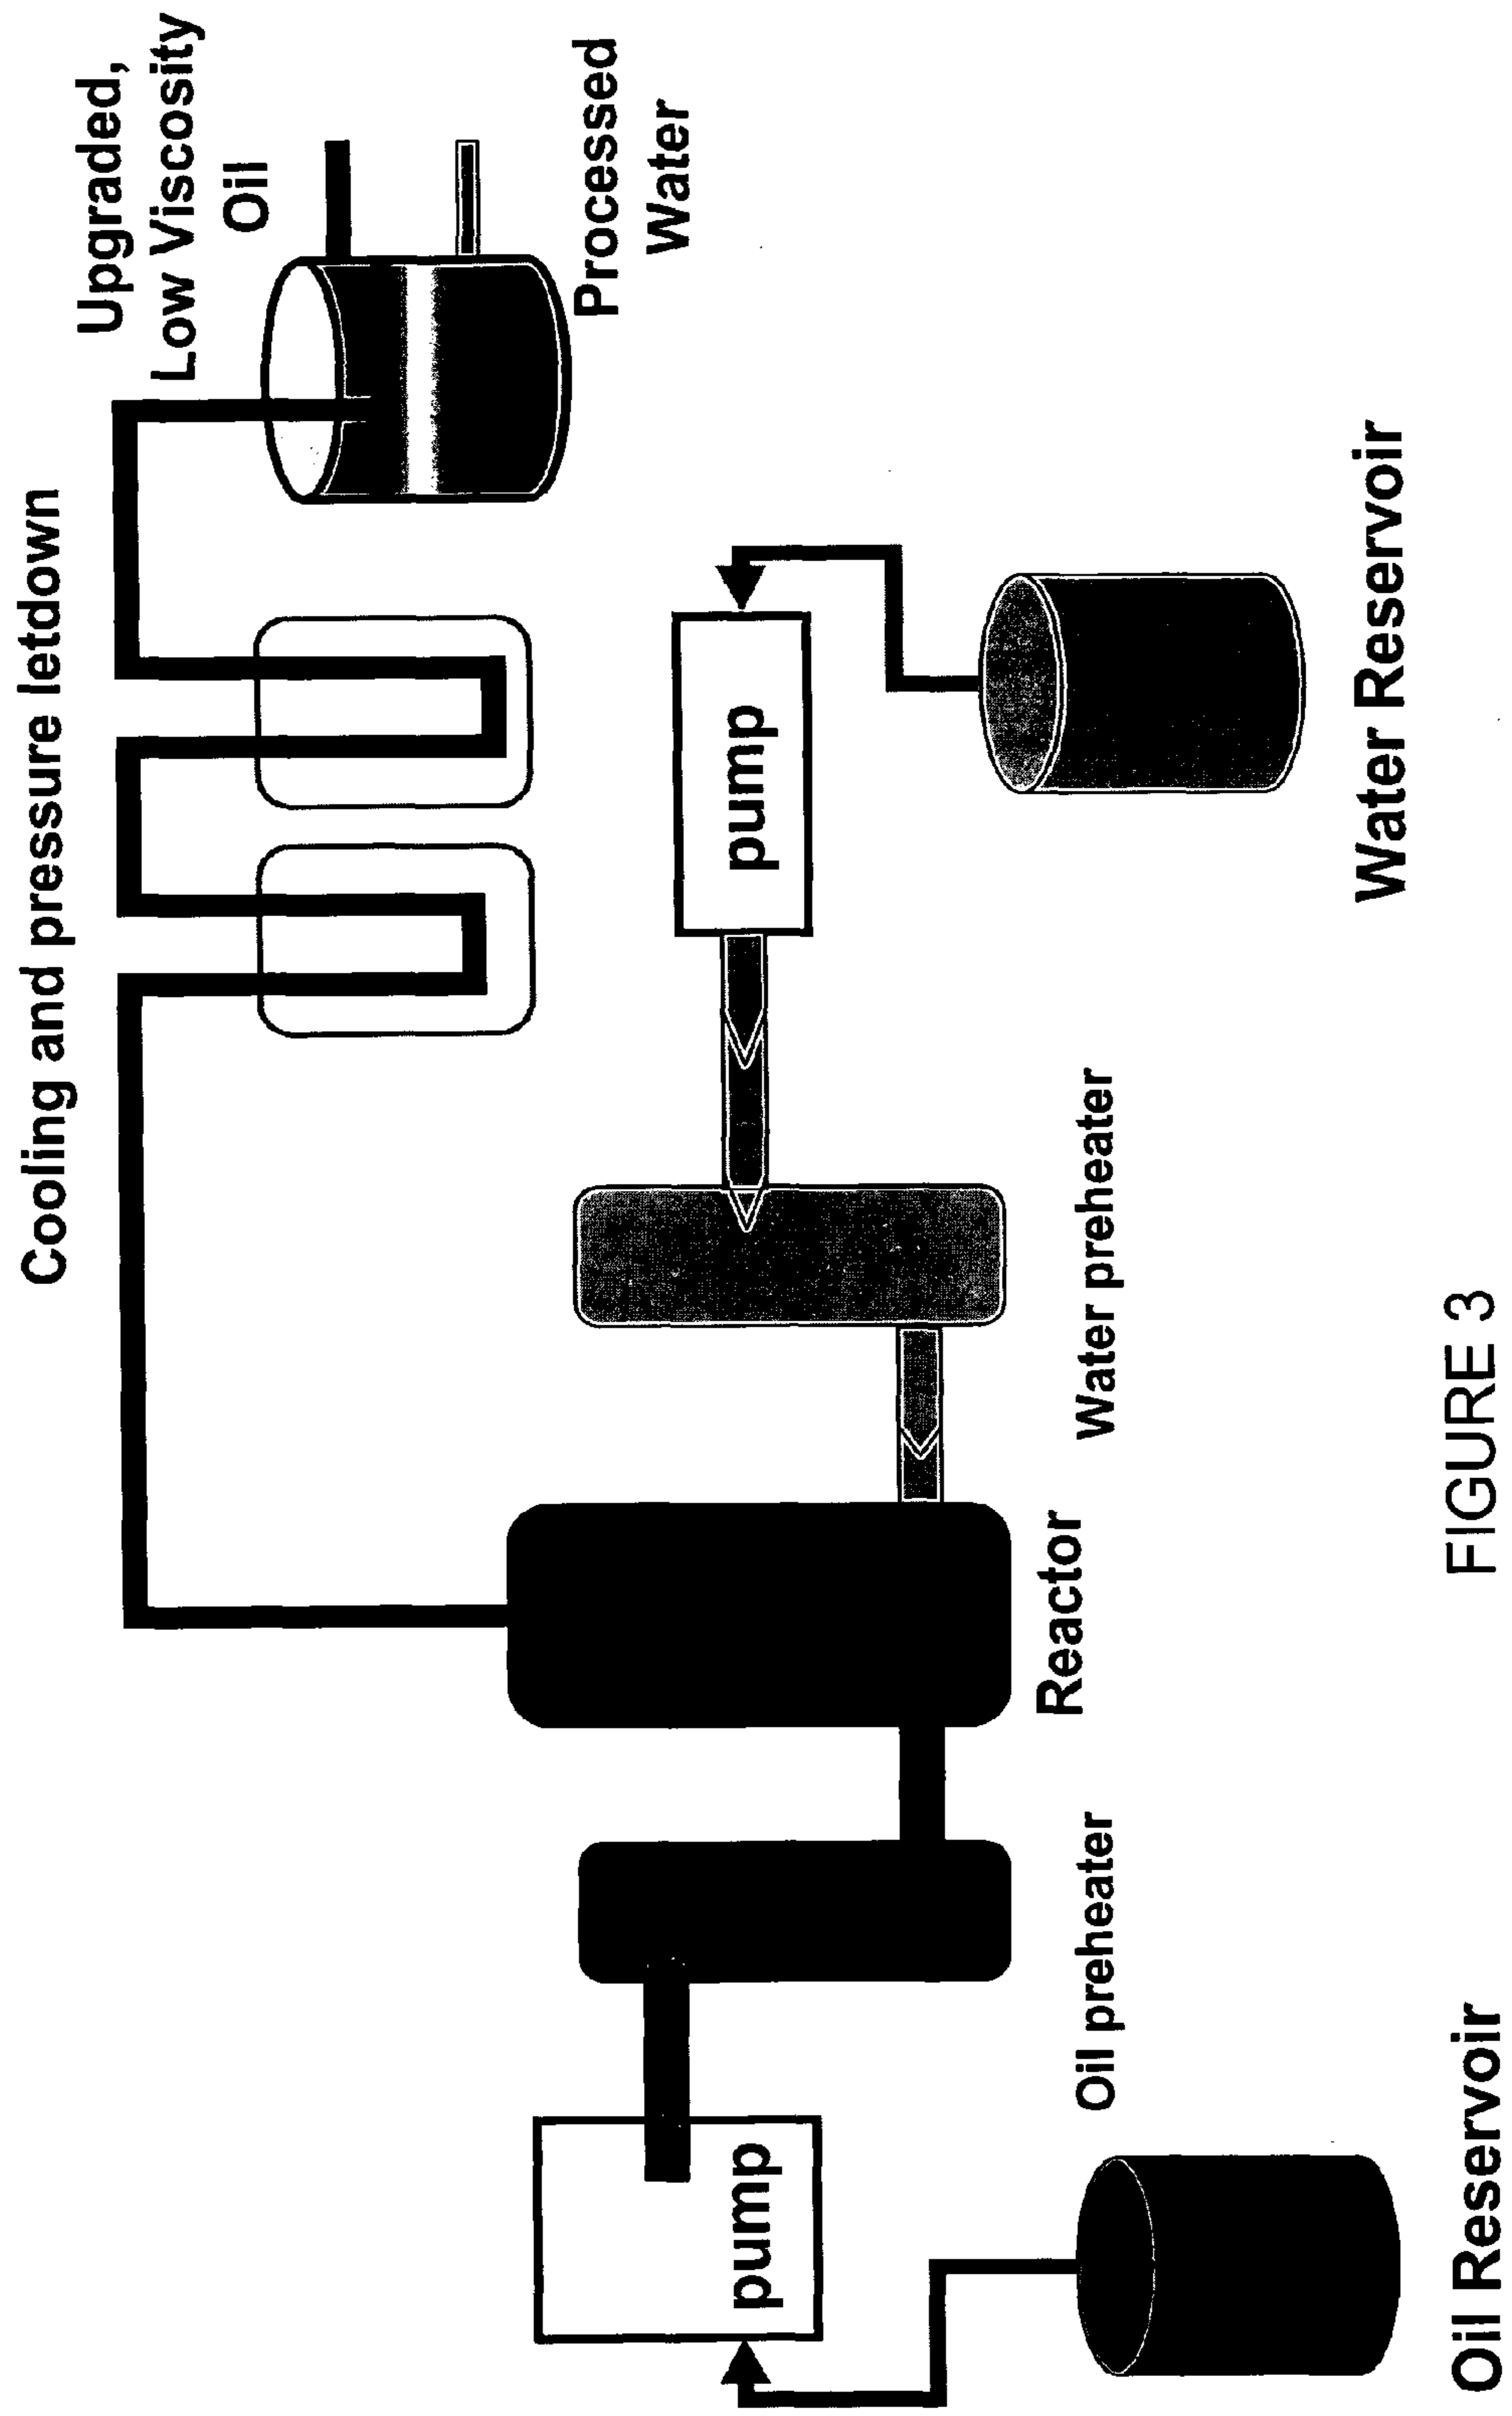 Cooling and pressure letdown
Upgraded,
Low Viscosity
Oil
Processed
Water
pump
pump
Oil preheater
Reactor
Water preheater
Oil Reservoir
Water Reservoir
FIGURE 3